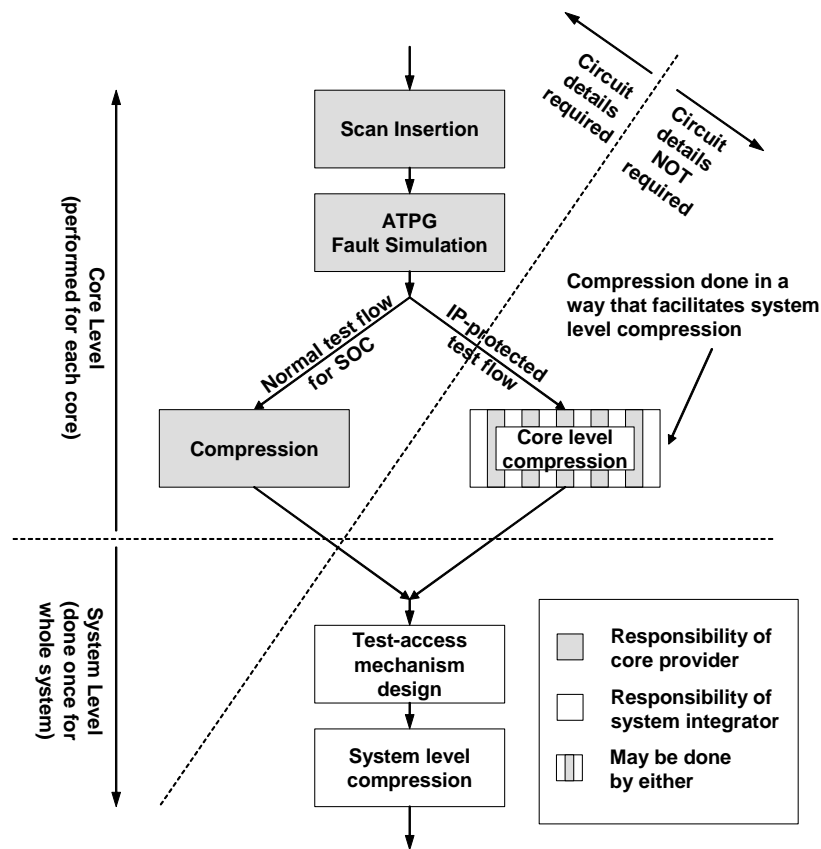 Circuit
details
required
Circuit
details
NOT
required
Scan Insertion
ATPG
Fault Simulation
Core Level
(performed for each core)
Normal test flow
for SOC
IP-protected
test flow
Compression done in a
way that facilitates system
level compression
Compression
Core level
compression
System Level
(done once for
whole system)
Test-access
mechanism
design
System level
compression
Responsibility of
core provider
Responsibility of
system integrator
May be done
by either